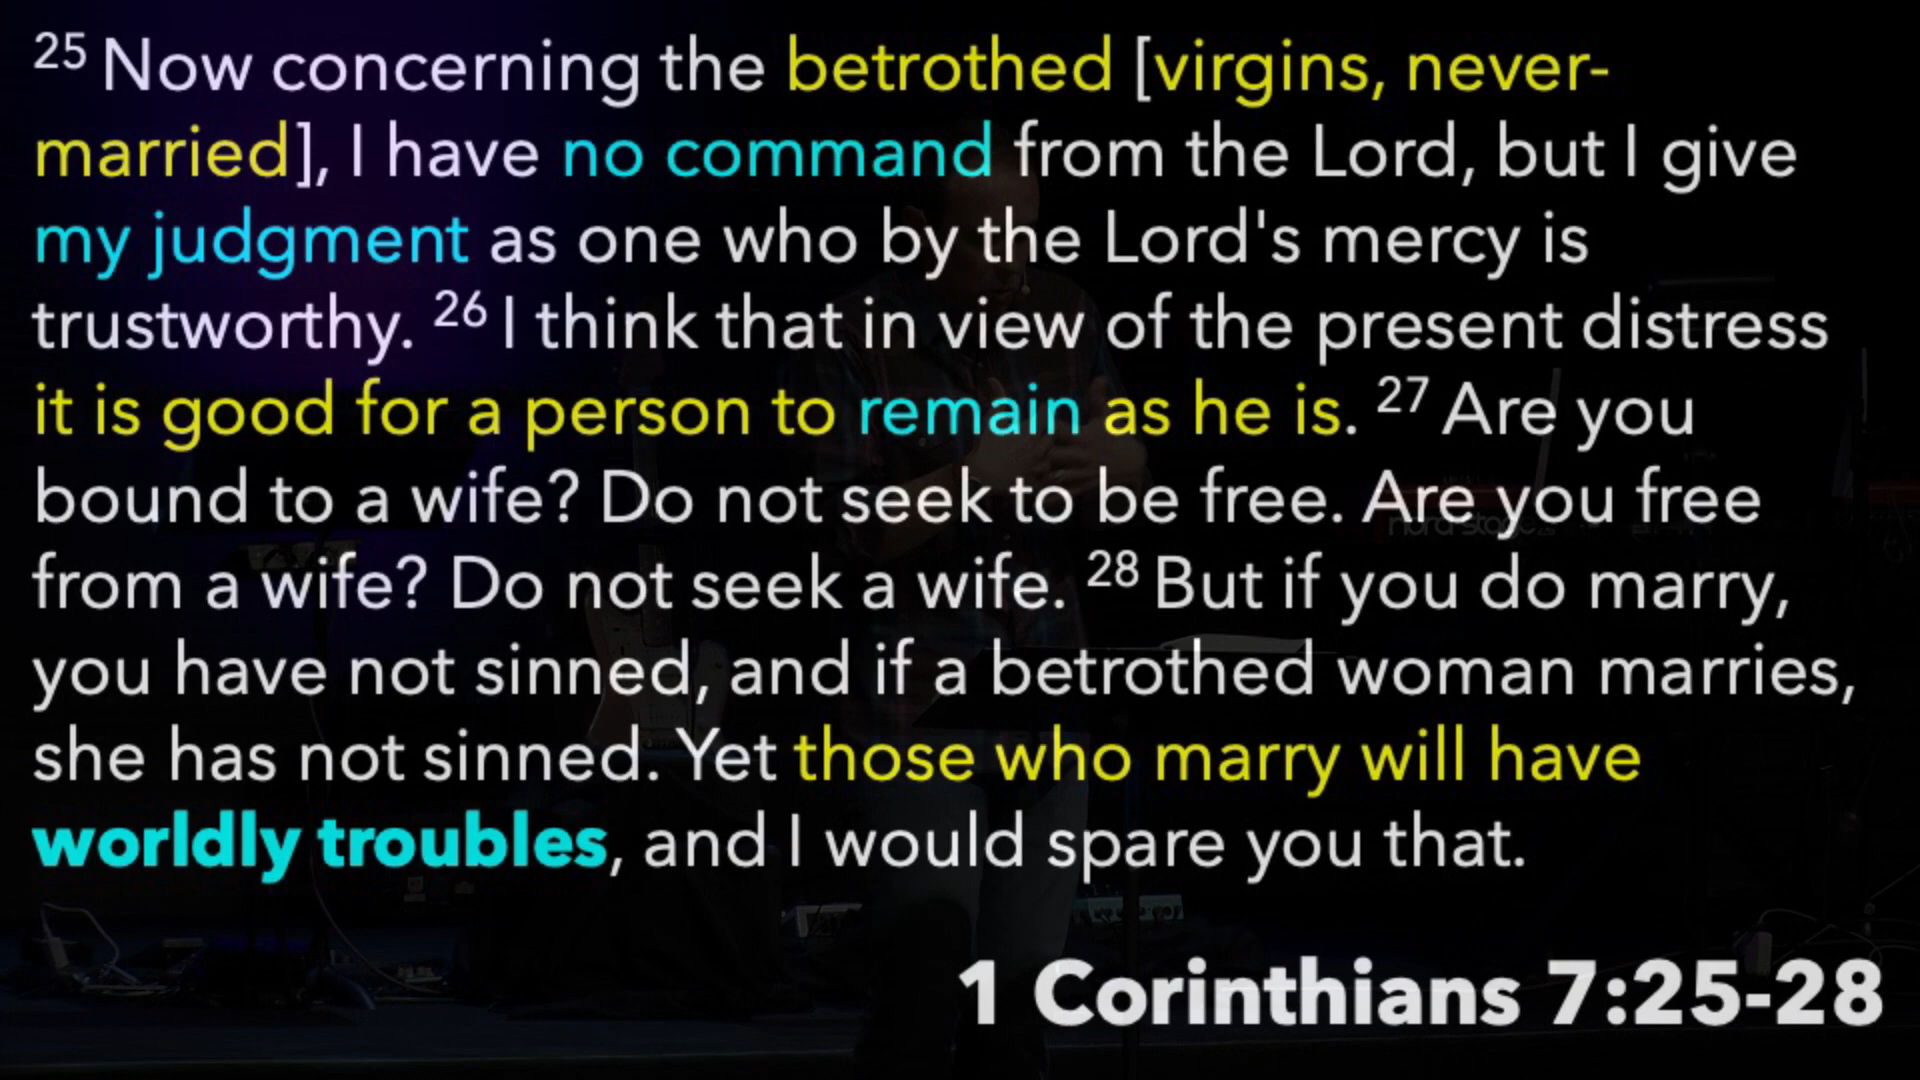 25 Now concerning the betrothed [virgins, never-
married], I have no command from the Lord, but I give
my judgment as one who by the Lord's mercy is
trustworthy. 26 I think that in view of the present distress
it is good for a person to remain as he is. 27 Are you
bound to a wife? Do not seek to be free. Are you free
from a wife? Do not seek a wife. 28 But if you do marry,
you have not sinned, and if a betrothed woman marries,
she has not sinned. Yet those who marry will have
worldly troubles, and I would spare you that.
1 Corinthians 7:25-28
nord stage